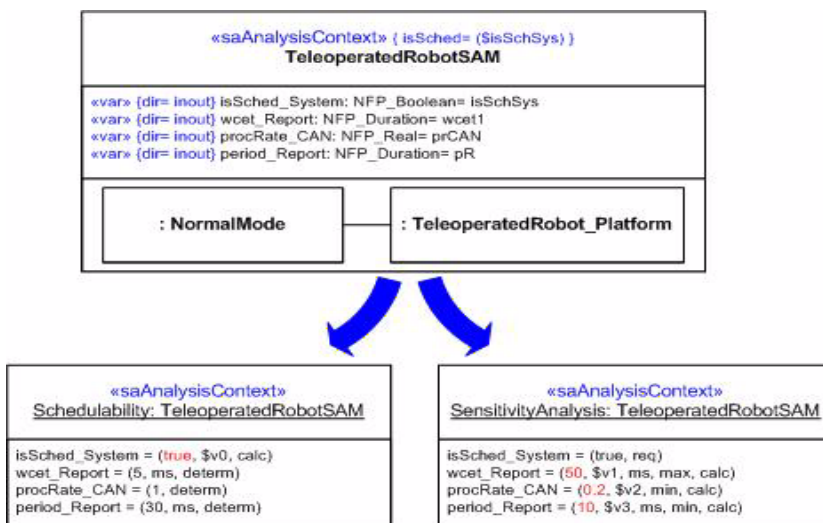 «saAnalysisContext» { isSched= ($isSchSys) }
TeleoperatedRobotSAM
«var» {dir= inout} isSched_System: NFP_Boolean= isSchSys
«var» {dir= inout} wcet_Report: NFP_Duration= wcet1
«var» {dir= inout} procRate_CAN: NFP_Real= prCAN
«var» {dir= inout} period_Report: NFP_Duration= pR
: NormalMode
: TeleoperatedRobot_Platform
«saAnalysisContext»
Schedulability: TeleoperatedRobotSAM
isSched_System = (true, $v0, calc)
wcet_Report = (5, ms, determ)
procRate_CAN = (1, determ)
period_Report = (30, ms, determ)
«saAnalysisContext»
SensitivityAnalysis: TeleoperatedRobotSAM
isSched_System = (true, req)
wcet_Report = (50, $v1, ms, max, calc)
procRate_CAN = (0.2, $v2, min, calc)
period_Report = (10, $v3, ms, min, calc)